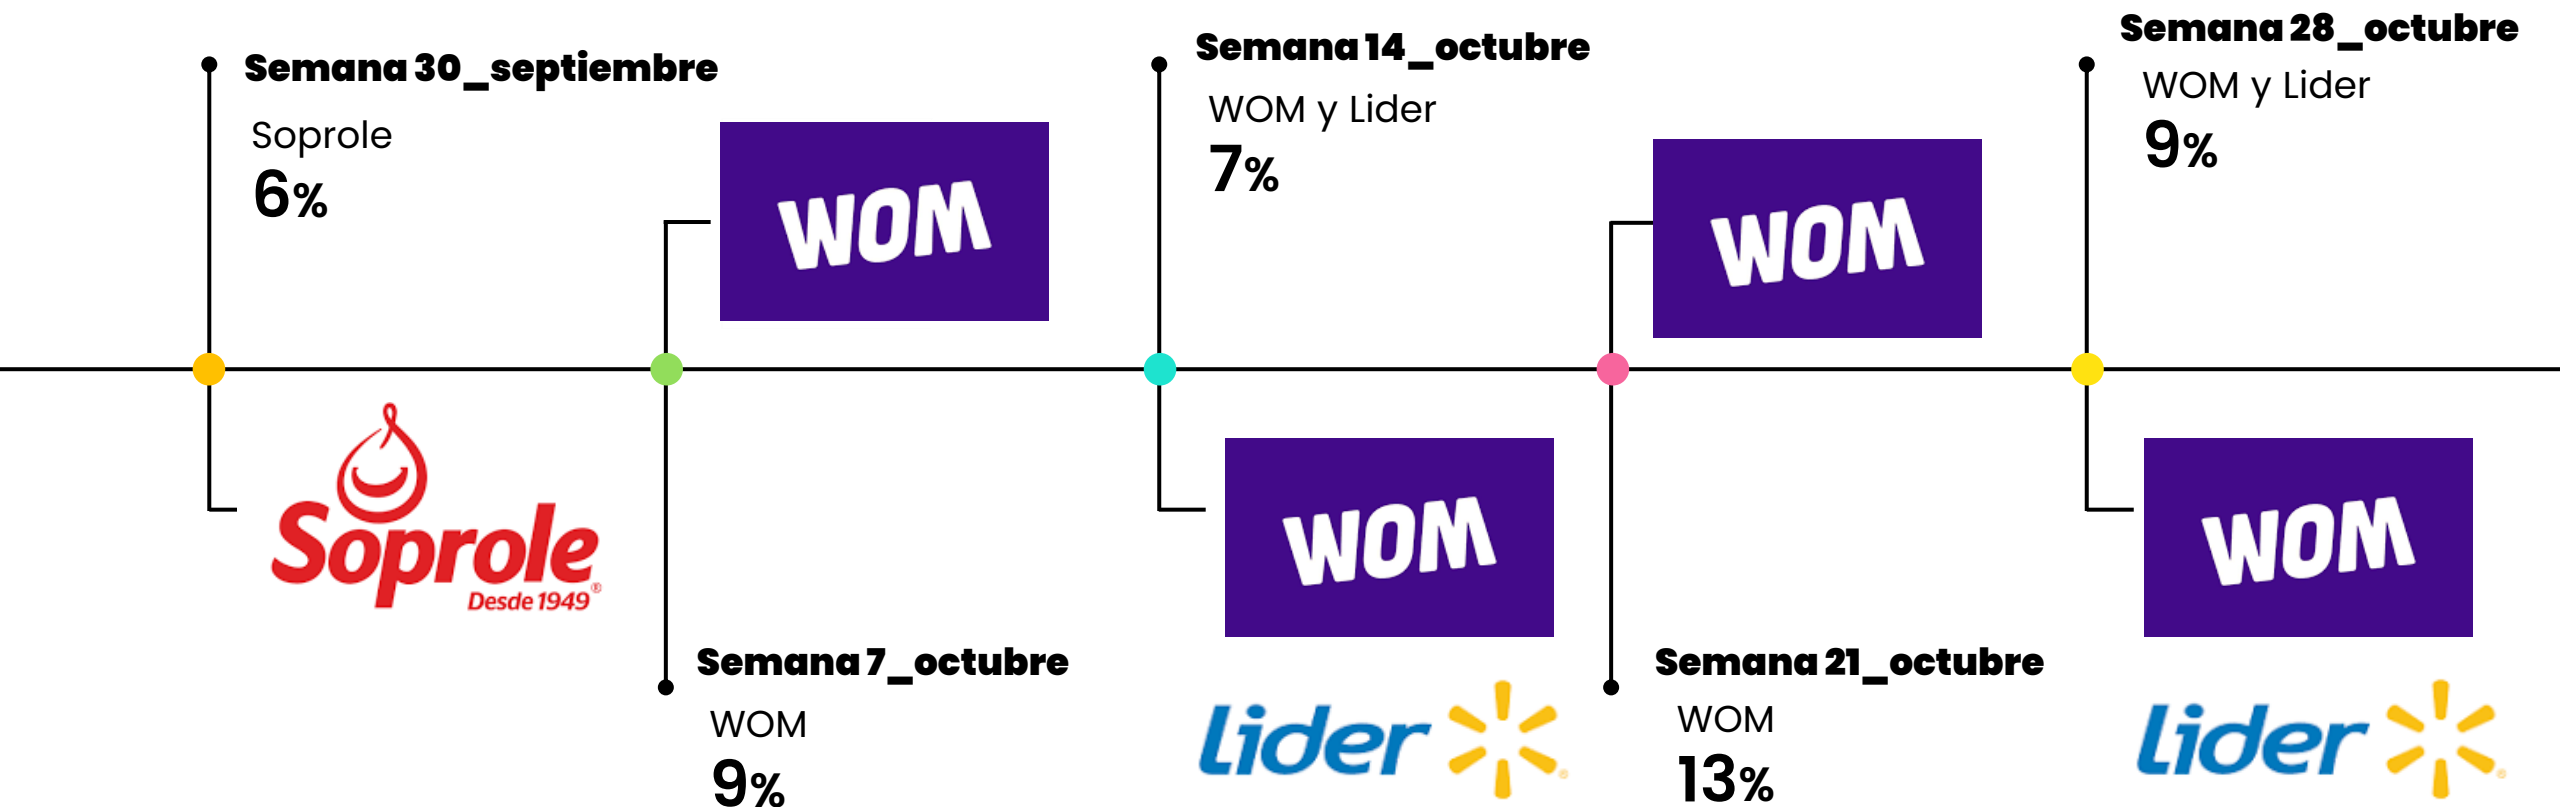 Semana 30_septiembre
Soprole
6%
Soprole®
Desde 1949
WOM
Semana 7_octubre
WOM
9%
Semana 14_octubre
WOM y Lider
7%
WOM
Lider
WOM
Semana 21_octubre
WOM
13%
Semana 28_octubre
WOM y Lider
9%
WOM
Lider